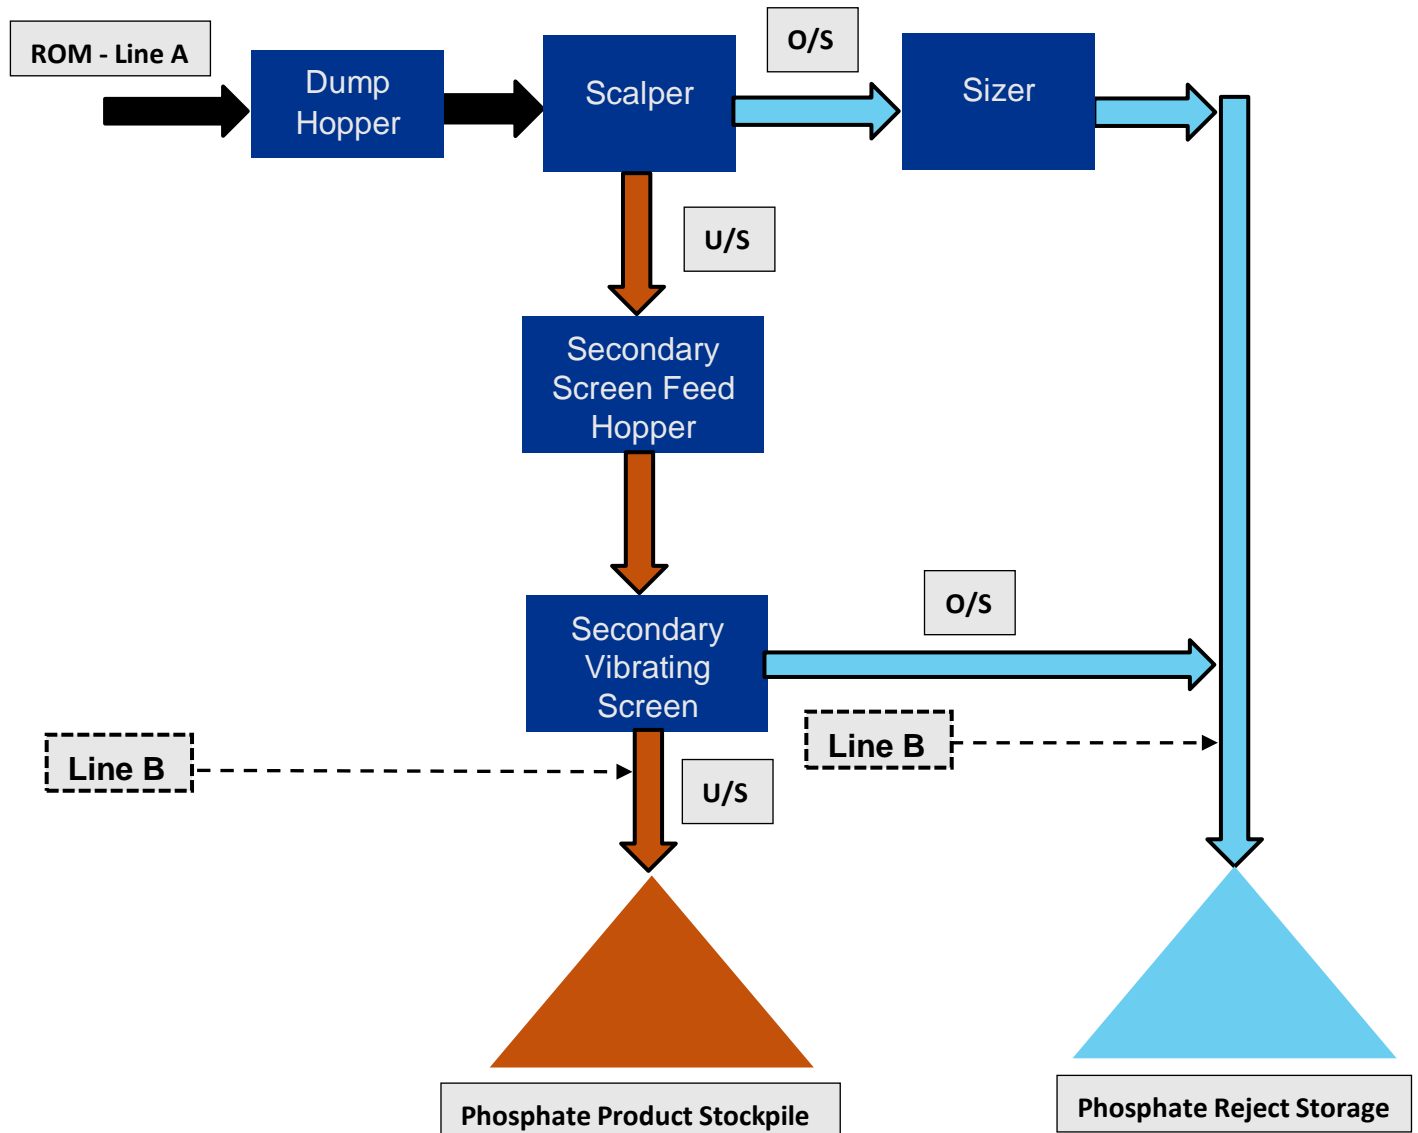 ROM - Line A
Dump
Hopper
Scalper
O/S
Sizer
U/S
Secondary
Screen Feed
Hopper
Secondary
Vibrating
Screen
O/S
Line B
Line B
U/S
Phosphate Product Stockpile
Phosphate Reject Storage